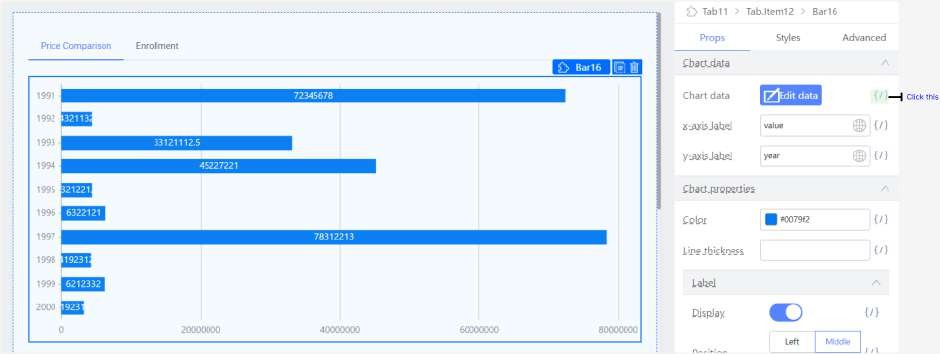 Tab11 > Tab.Item12 > Bar16
Props Styles Advanced
Price Comparison Enrollment
Chart data
Bar16
Chart data Edit data {/} Click this
1991 72345678
1992 4321132
x-axis label value {/}
1993 33121112.5
y-axis label year {/}
1994 45227221
1995
Chart properties
1996 6322121
Color #0079f2 {/}
1997 78312213
Line thickness {/}
1998 4192312
1999 6212332
Label
2000
Display {/}
0 20000000 40000000 60000000 80000000
Position Left Middle